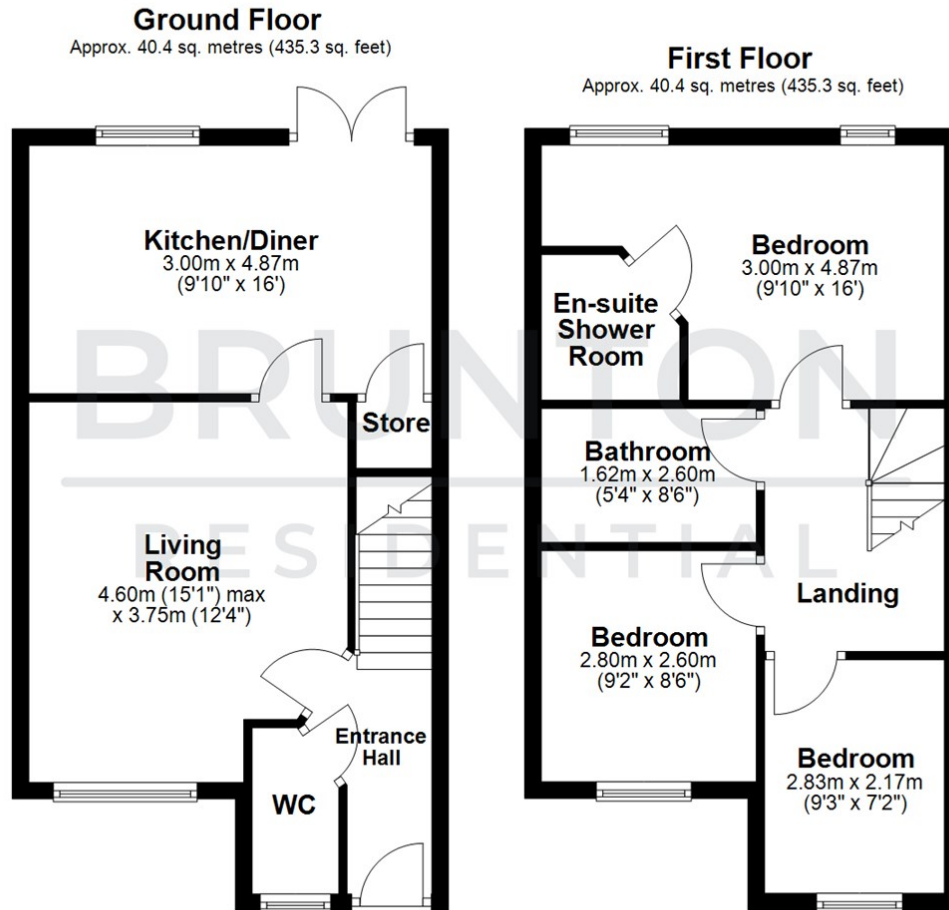 Ground Floor
Approx. 40.4 sq. metres (435.3 sq. feet)
Kitchen/Diner
3.00m x 4.87m
(9'10" x 16')
Store
Living
Room
4.60m (15'1") max
x 3.75m (12'4")
Entrance
Hall
WC
First Floor
Approx. 40.4 sq. metres (435.3 sq. feet)
Bedroom
3.00m x 4.87m
(9'10" x 16')
En-suite
Shower
Room
Bathroom
1.62m x 2.60m
(5'4" x 8'6")
Landing
Bedroom
2.80m x 2.60m
(9'2" x 8'6")
Bedroom
2.83m x 2.17m
(9'3" x 7'2")
BRUNTON
RESIDENTIAL